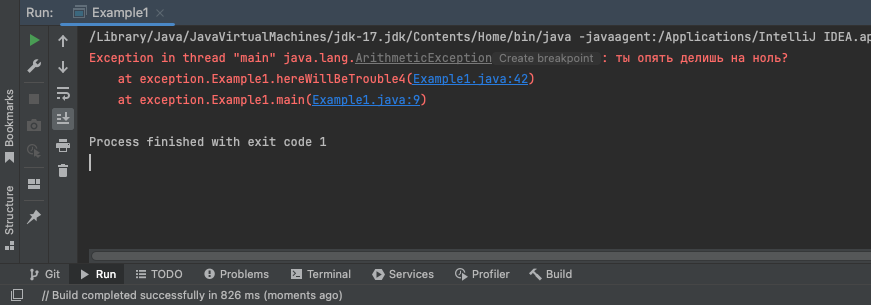 Run: Example1
/Library/Java/JavaVirtualMachines/jdk-17.jdk/Contents/Home/bin/java -javaagent:/Applications/IntelliJ IDEA.ap
Exception in thread "main" java.lang.ArithmeticException Create breakpoint : ты опять делишь на ноль?
at exception.Example1.hereWillBeTrouble4(Example1.java:42)
at exception.Example1.main(Example1.java:9)
Process finished with exit code 1
Bookmarks
Structure
Git Run TODO Problems Terminal Services Profiler Build
// Build completed successfully in 826 ms (moments ago)